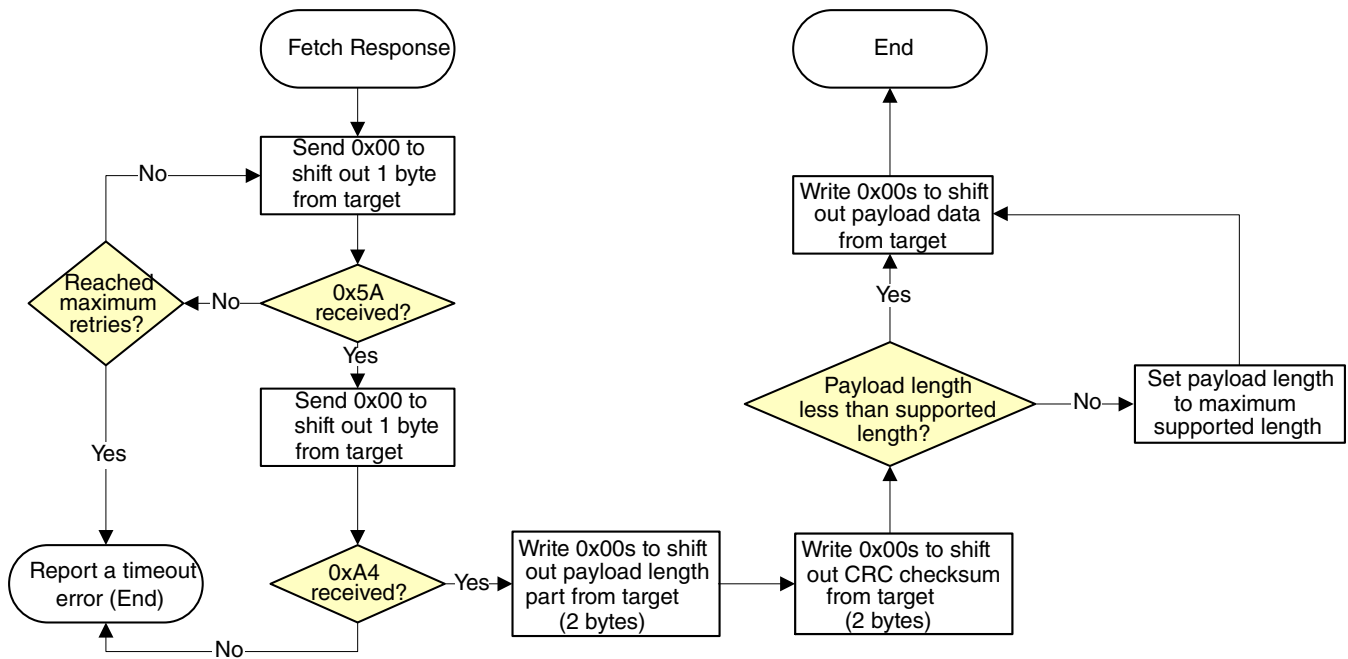 Fetch Response
Send 0x00 to
shift out 1 byte
from target
No
Reached
maximum
retries?
No
0x5A
received?
Yes
Send 0x00 to
shift out 1 byte
from target
Yes
Report a timeout
error (End)
0xA4
received?
No
Yes
Write 0x00s to shift
out payload length
part from target
(2 bytes)
Write 0x00s to shift
out CRC checksum
from target
(2 bytes)
Payload length
less than supported
length?
No
Set payload length
to maximum
supported length
Yes
Write 0x00s to shift
out payload data
from target
End